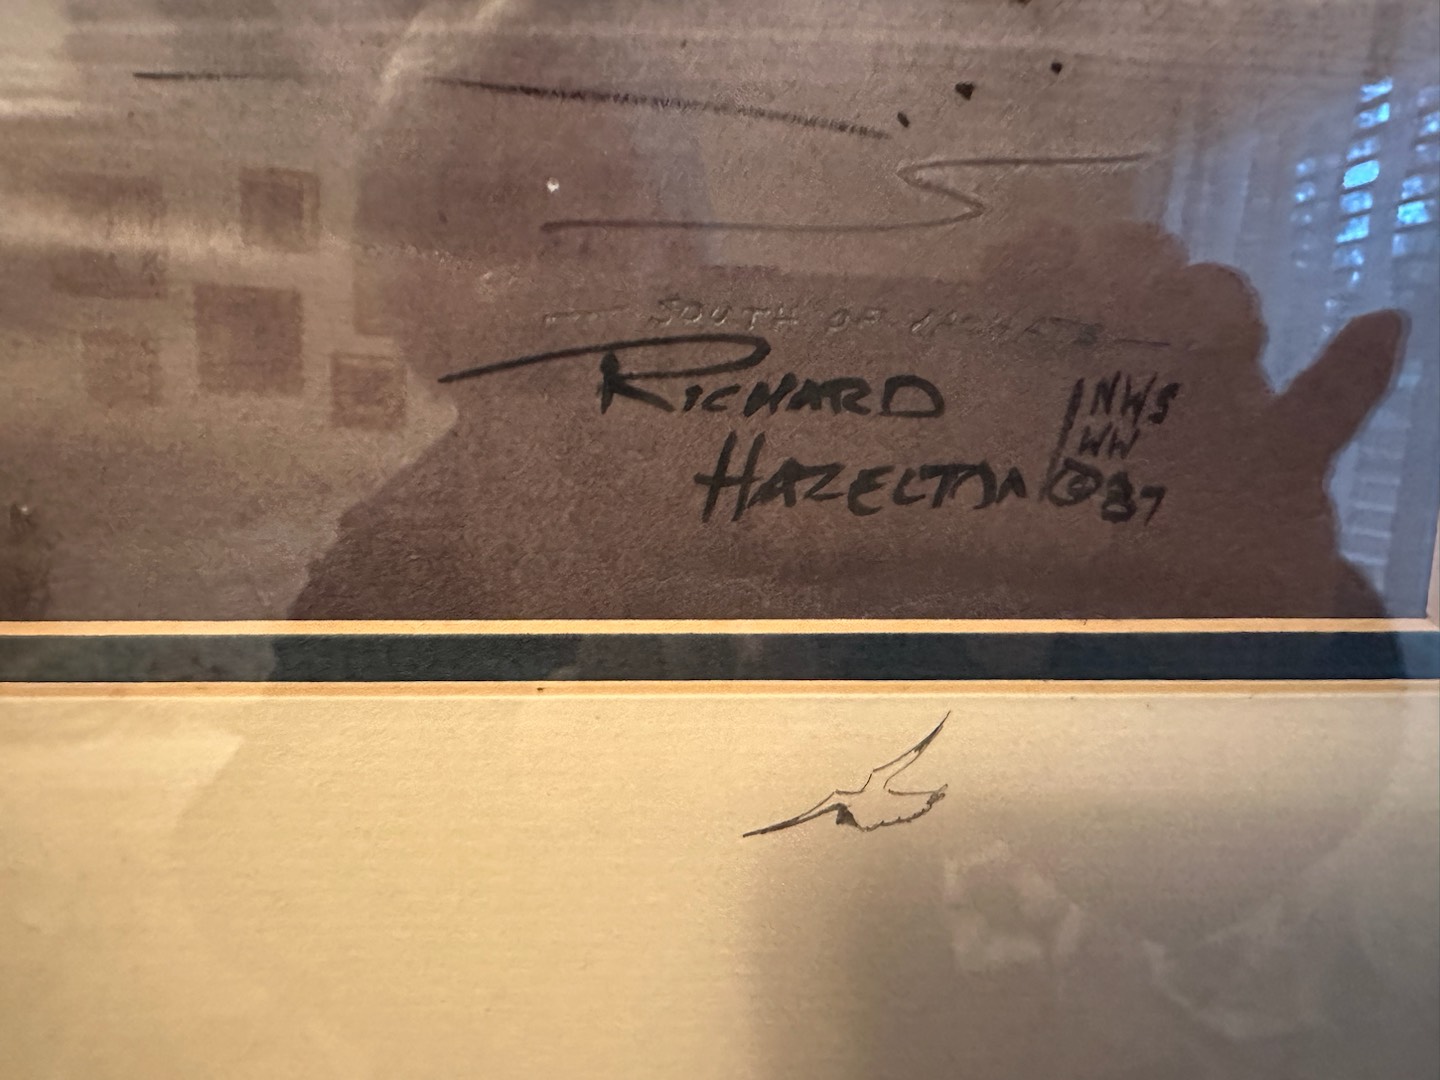 SOUTH OF
RICHARD
HAZELTON
NWS
WW
© 87